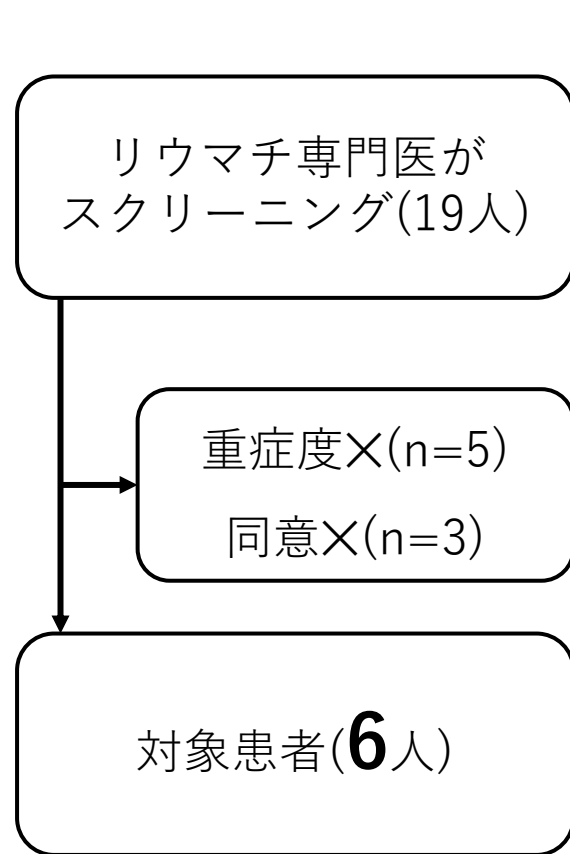 リウマチ専門医が
スクリーニング(19人)
重症度✕(n=5)
同意✕(n=3)
対象患者(6人)